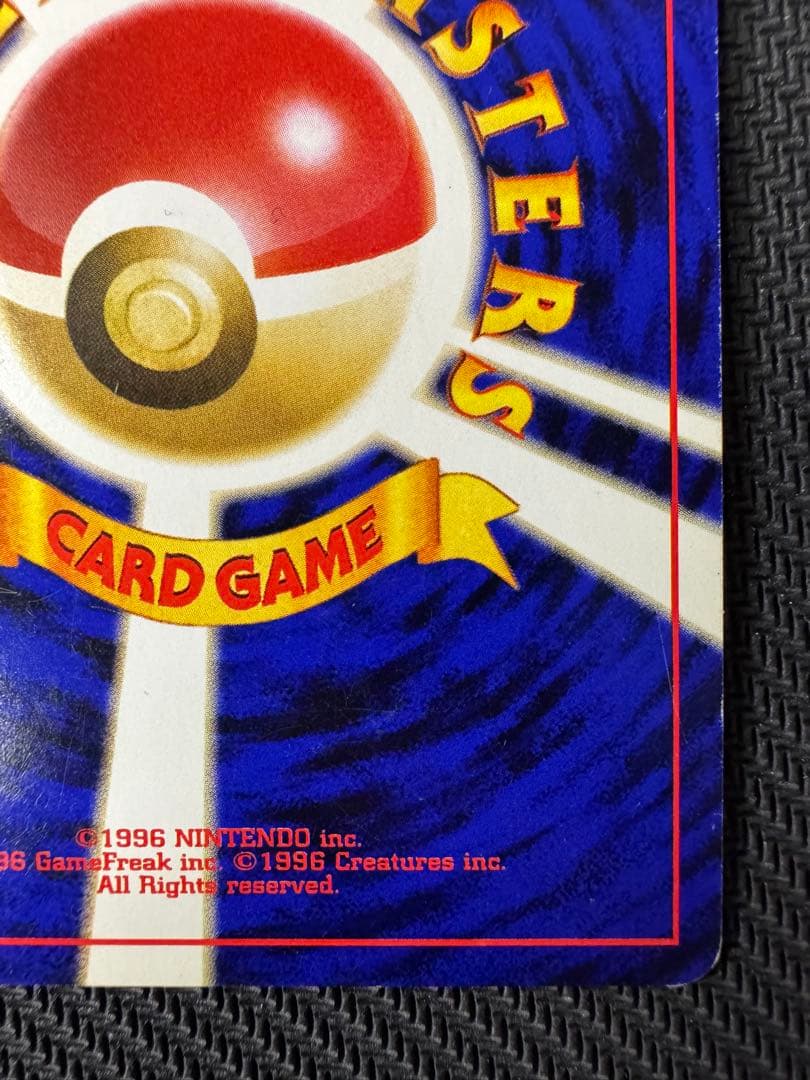 STERS
CARD GAME
©1996 NINTENDO inc.
96 GameFreak inc. ©1996 Creatures inc.
All Rights reserved.